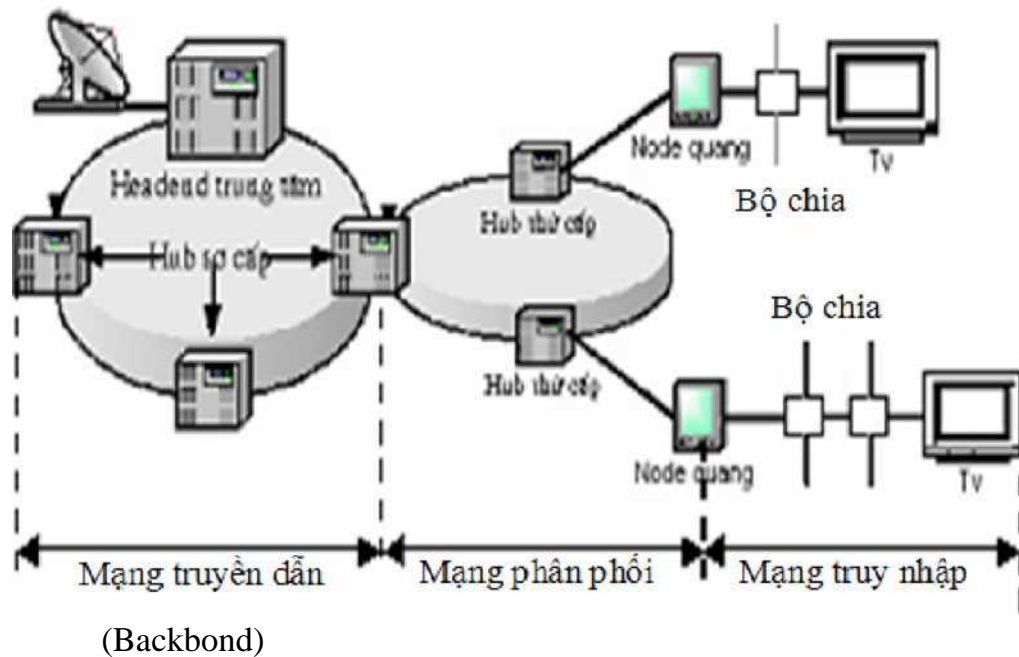 Headend trung tâm
Hub sơ cấp
Hub thứ cấp
Node quang
Tv
Bộ chia
Bộ chia
Hub thứ cấp
Node quang
Tv
Mạng truyền dẫn
Mạng phân phối
Mạng truy nhập
(Backbond)